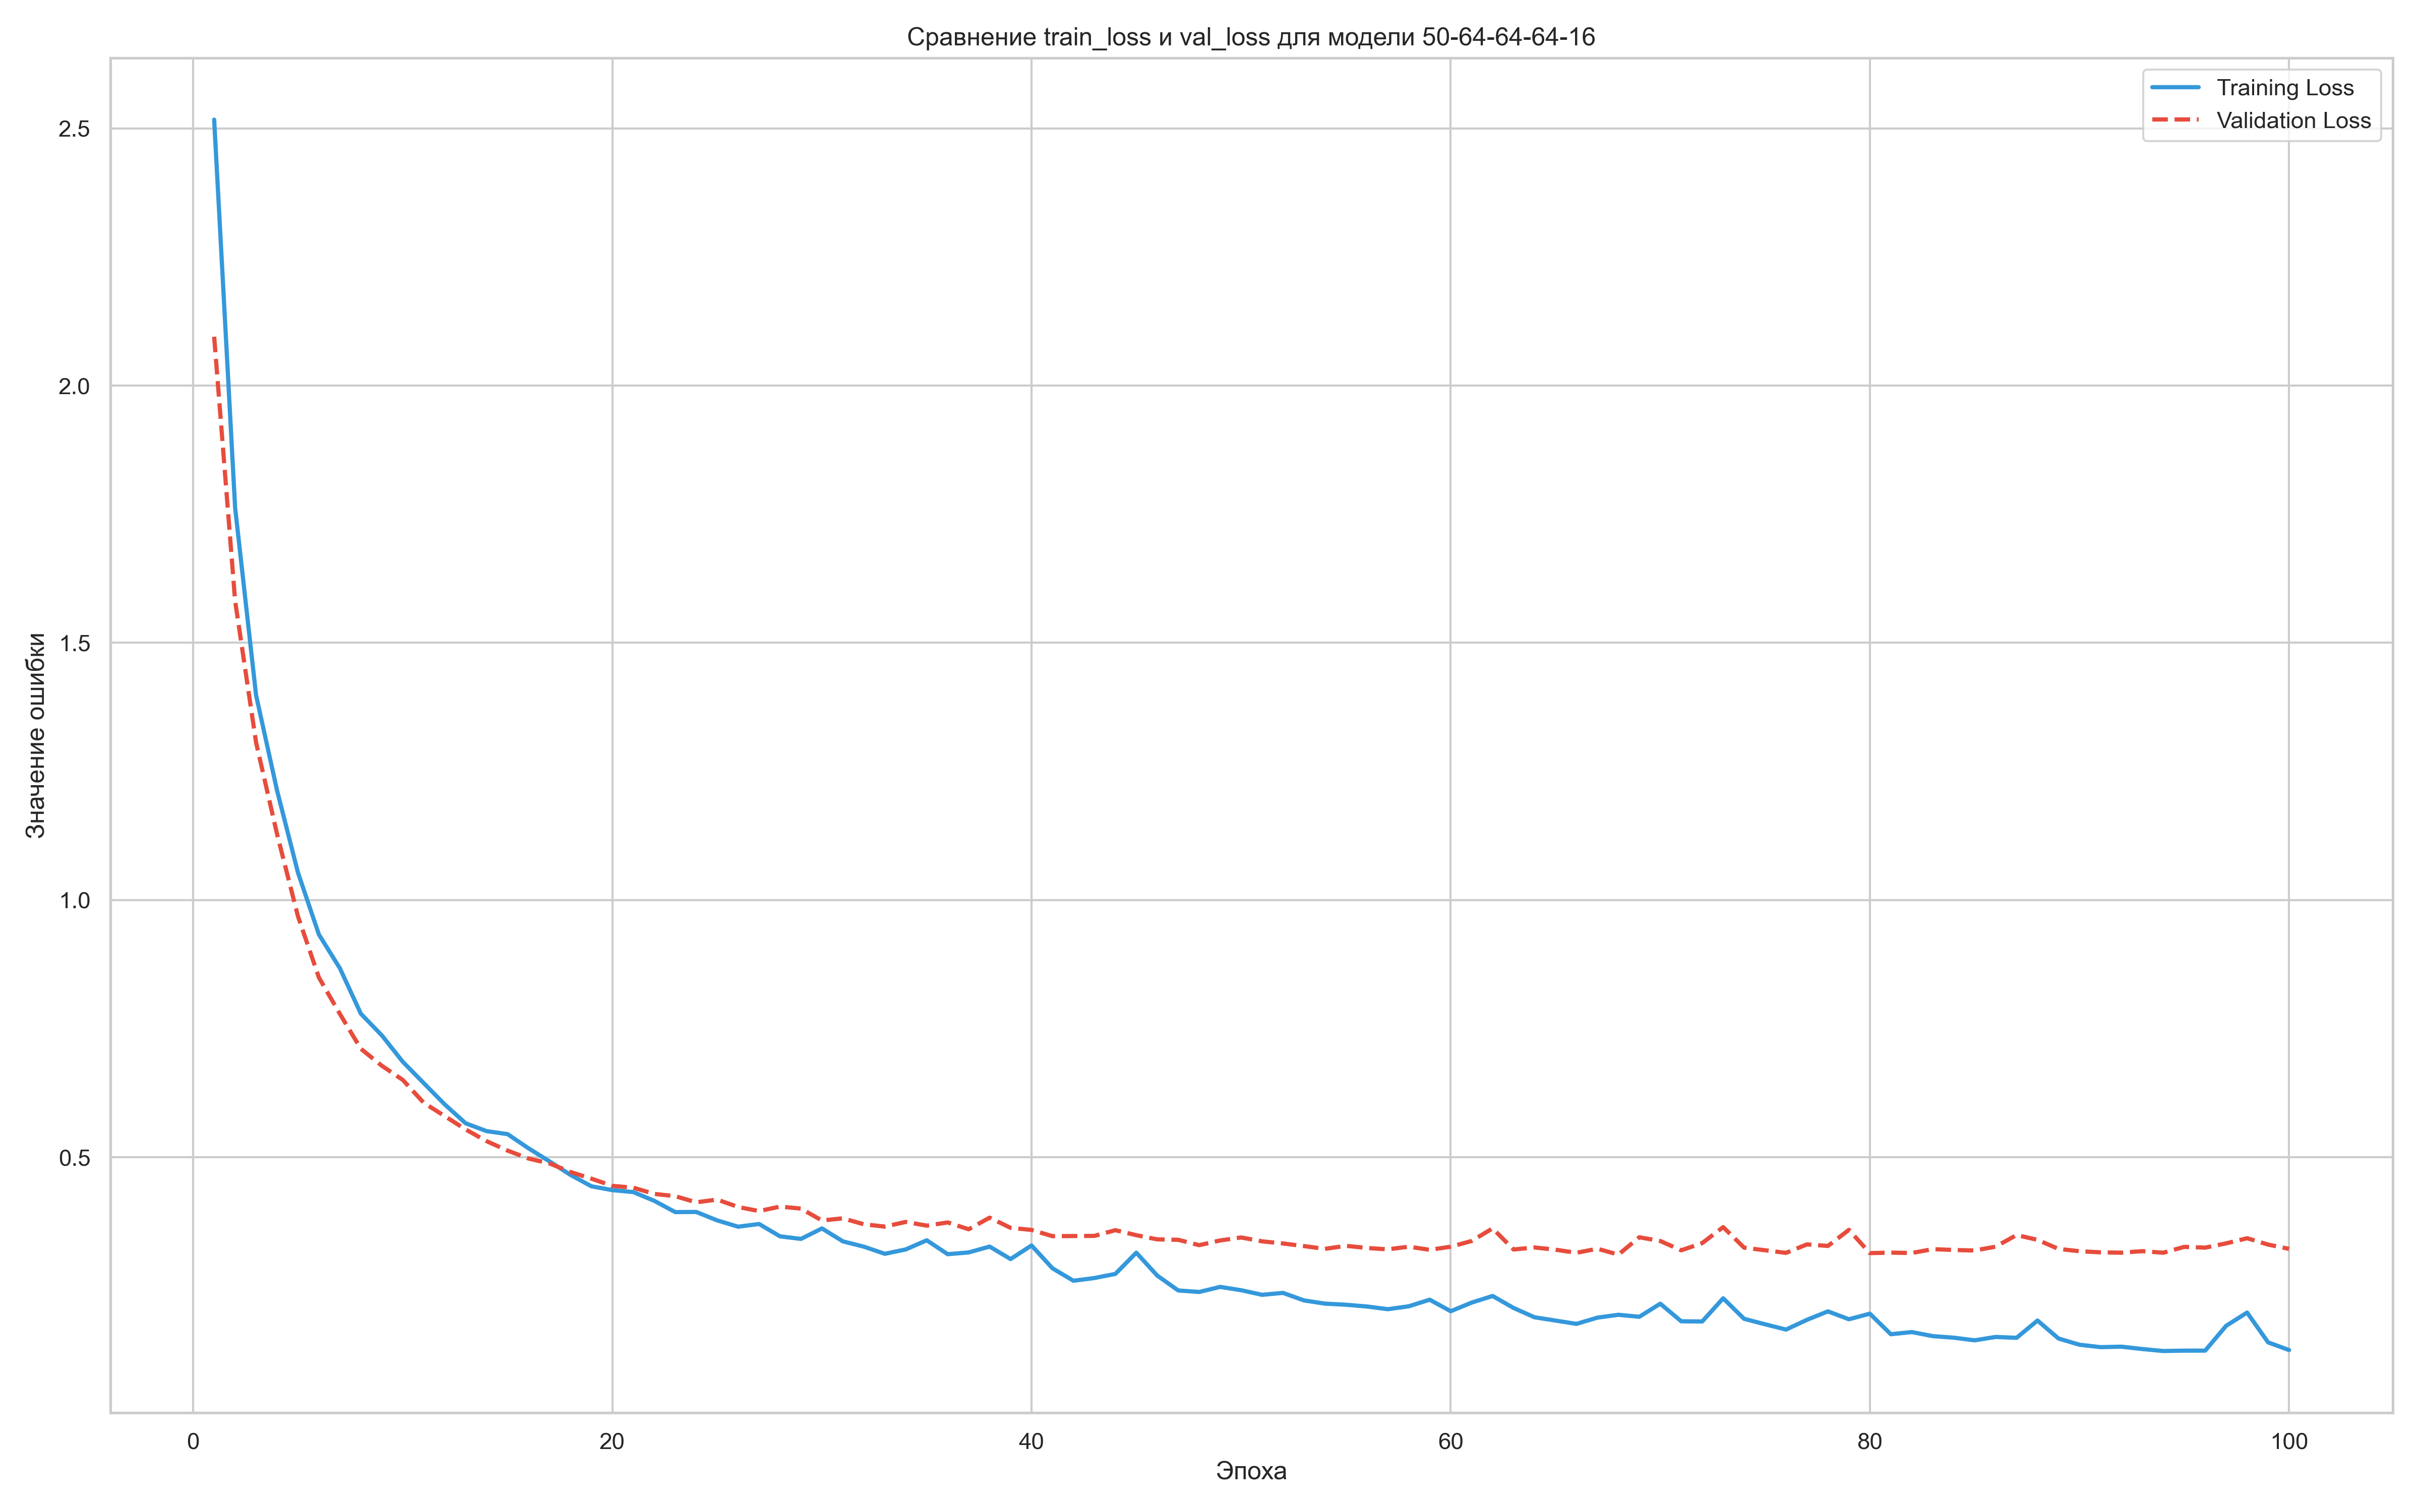 Сравнение train_loss и val_loss для модели 50-64-64-64-16
Training Loss
Validation Loss
2.5
2.0
1.5
1.0
0.5
Значение ошибки
0 20 40 60 80 100
Эпоха